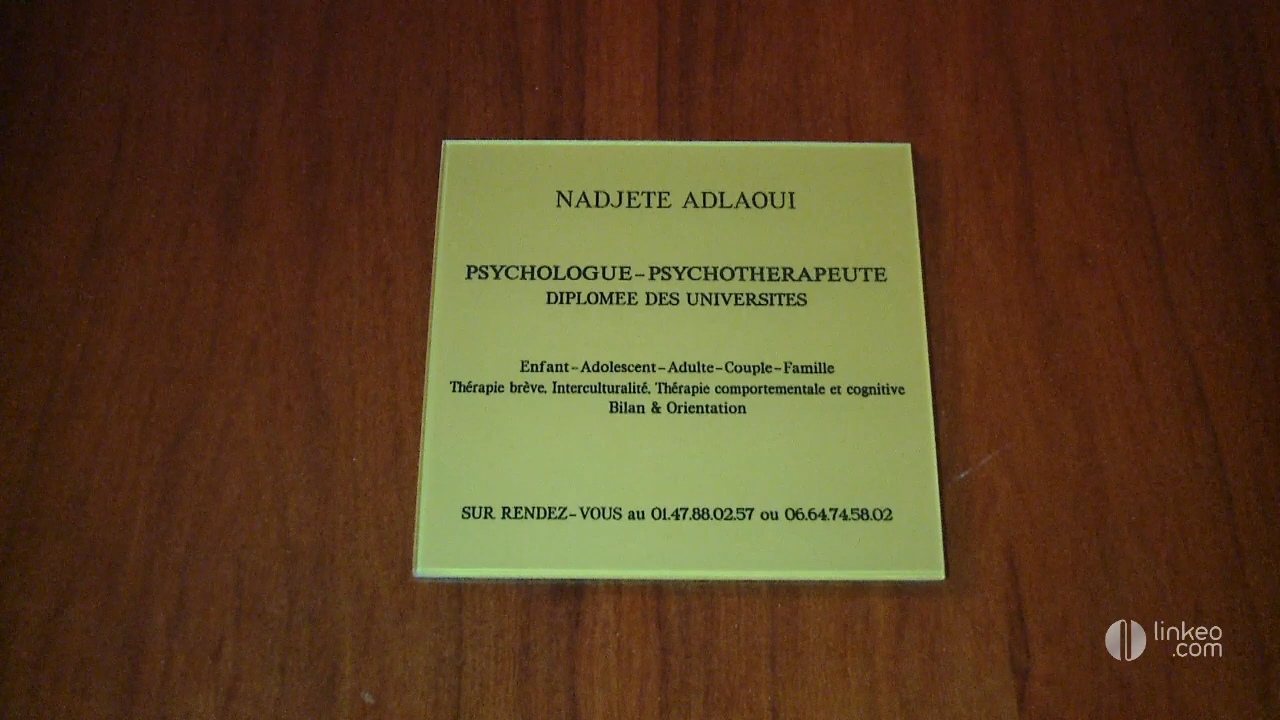 NADJETE ADLAOUI
PSYCHOLOGUE-PSYCHOTHERAPEUTE
DIPLOMEE DES UNIVERSITES
Enfant-Adolescent-Adulte-Couple-Famille
Thérapie brève, Interculturalité, Thérapie comportementale et cognitive
Bilan & Orientation
SUR RENDEZ-VOUS au 01.47.88.02.57 ou 06.64.74.58.02
linkeo
.com